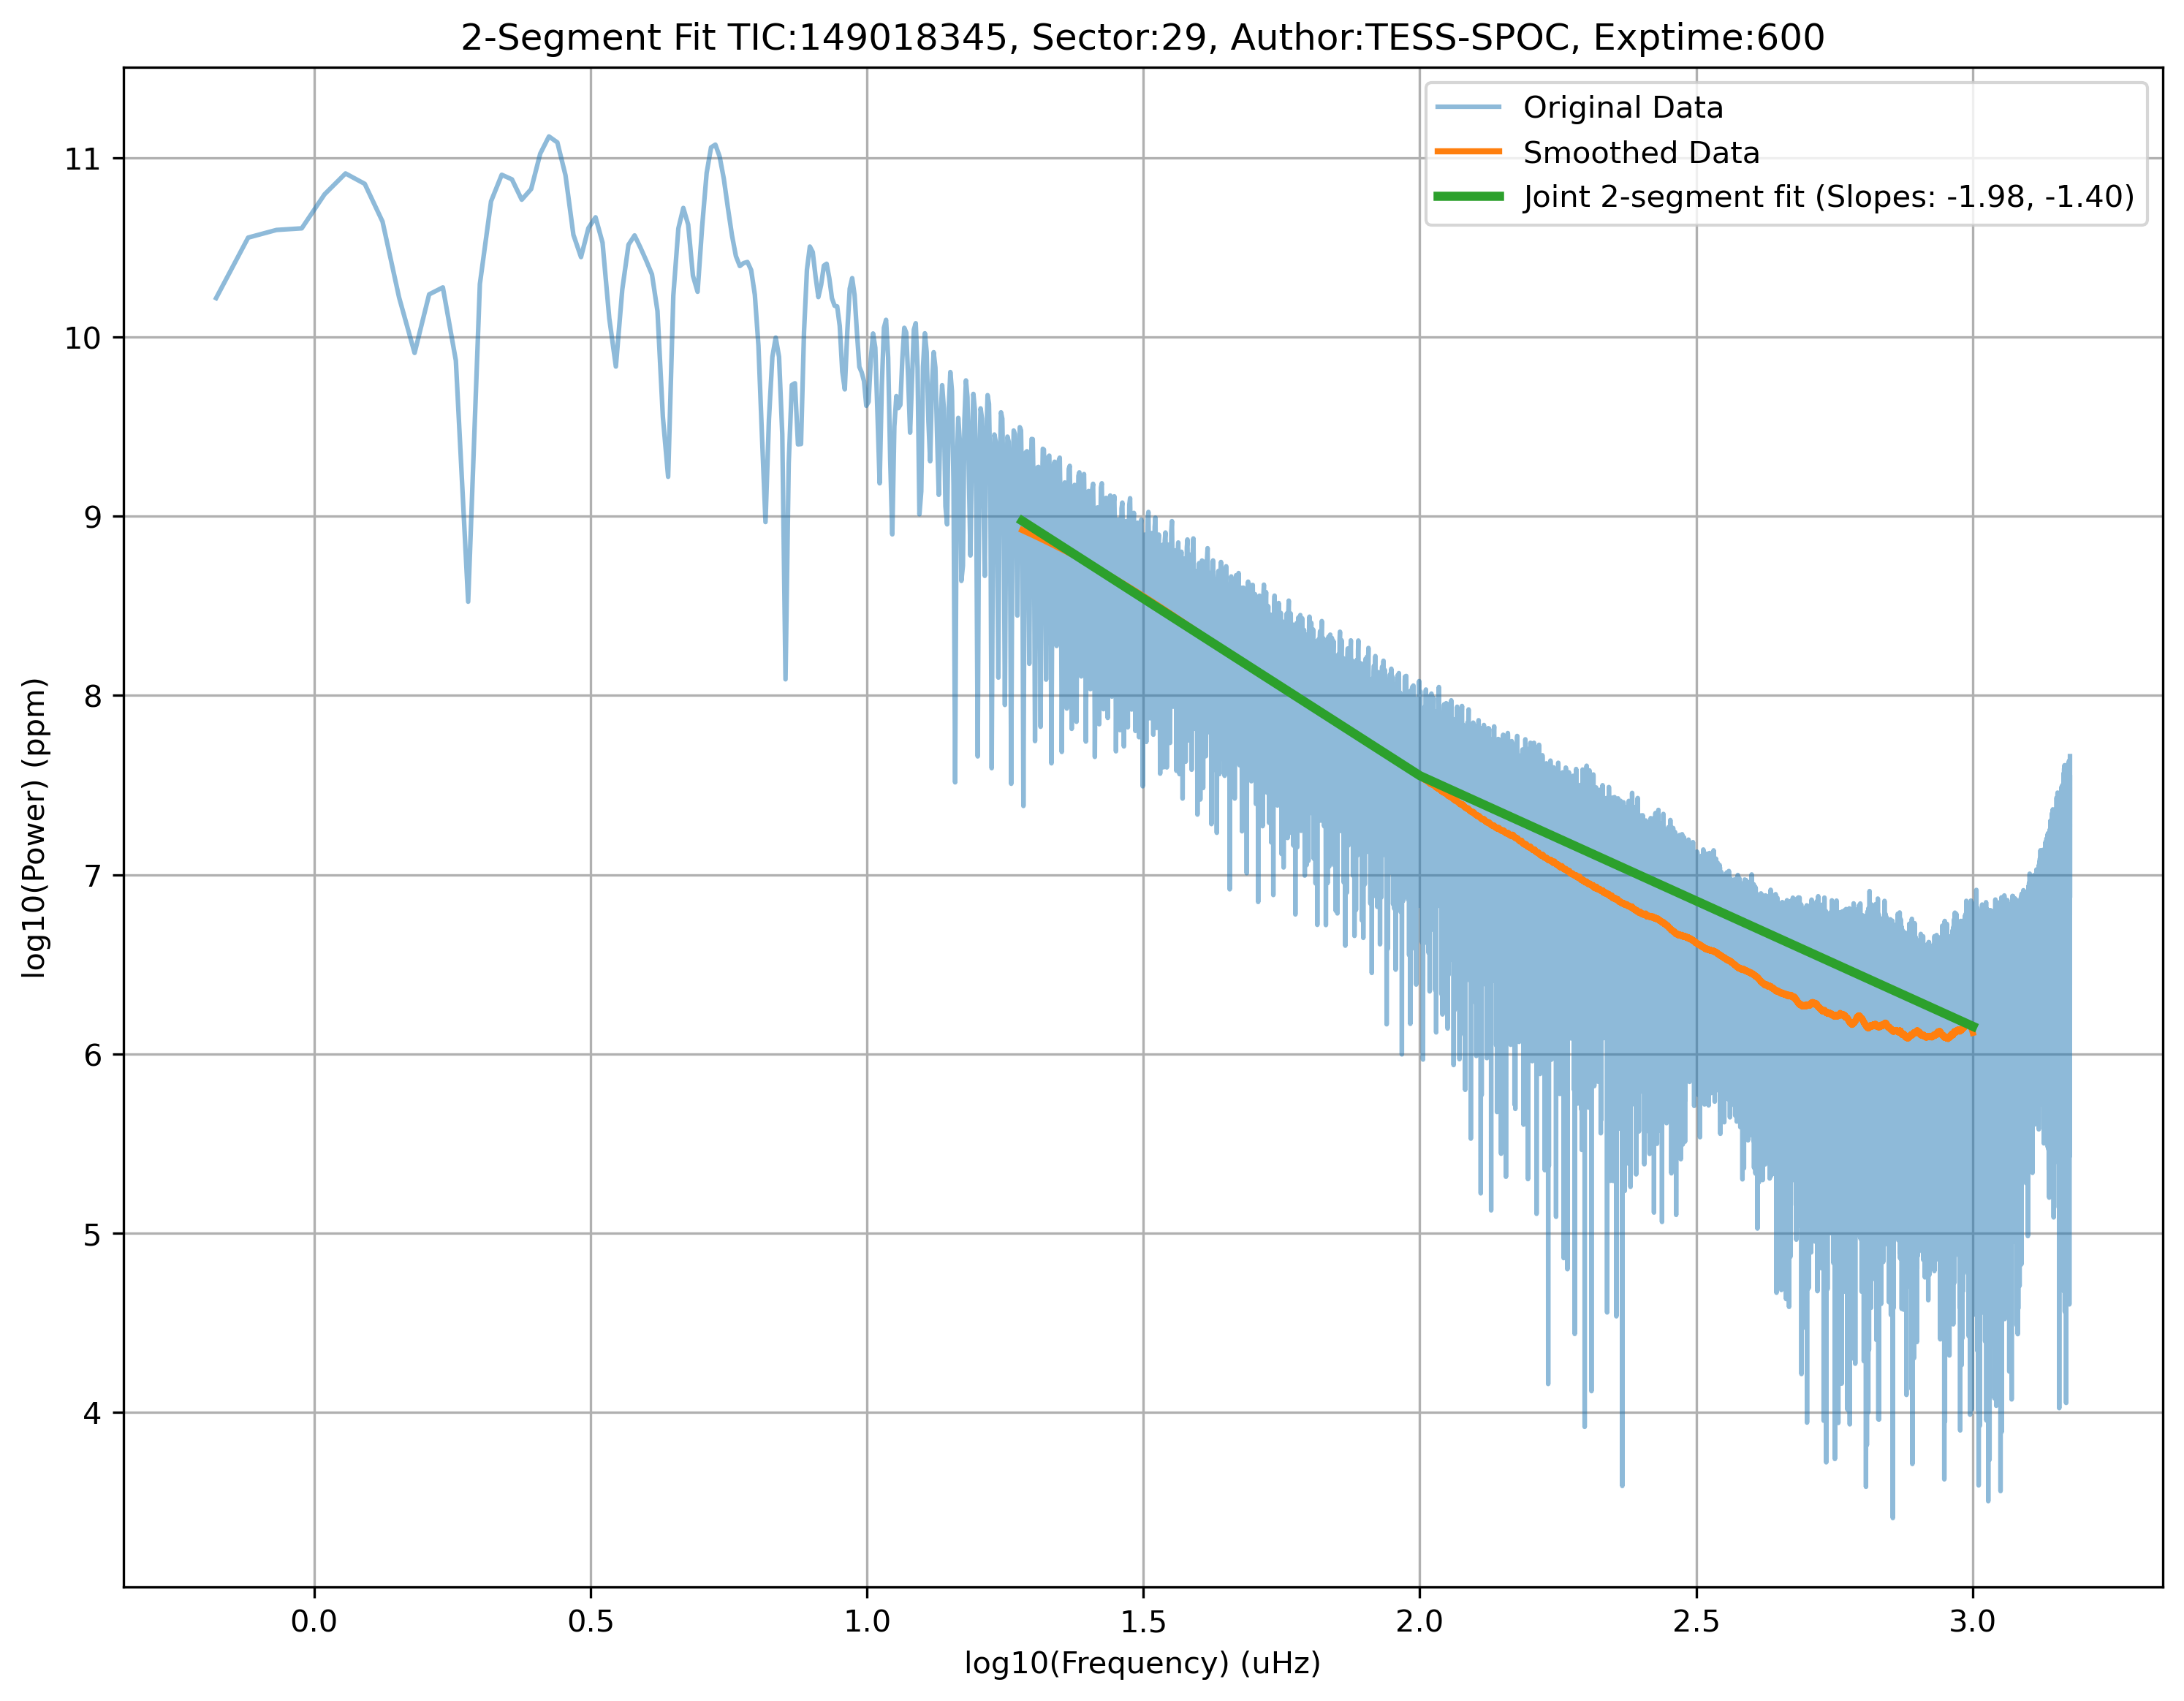 2-Segment Fit TIC:149018345, Sector:29, Author:TESS-SPOC, Exptime:600
Original Data
Smoothed Data
Joint 2-segment fit (Slopes: -1.98, -1.40)
log10(Power) (ppm)
11
10
9
8
7
6
5
4
0.0 0.5 1.0 1.5 2.0 2.5 3.0
log10(Frequency) (uHz)